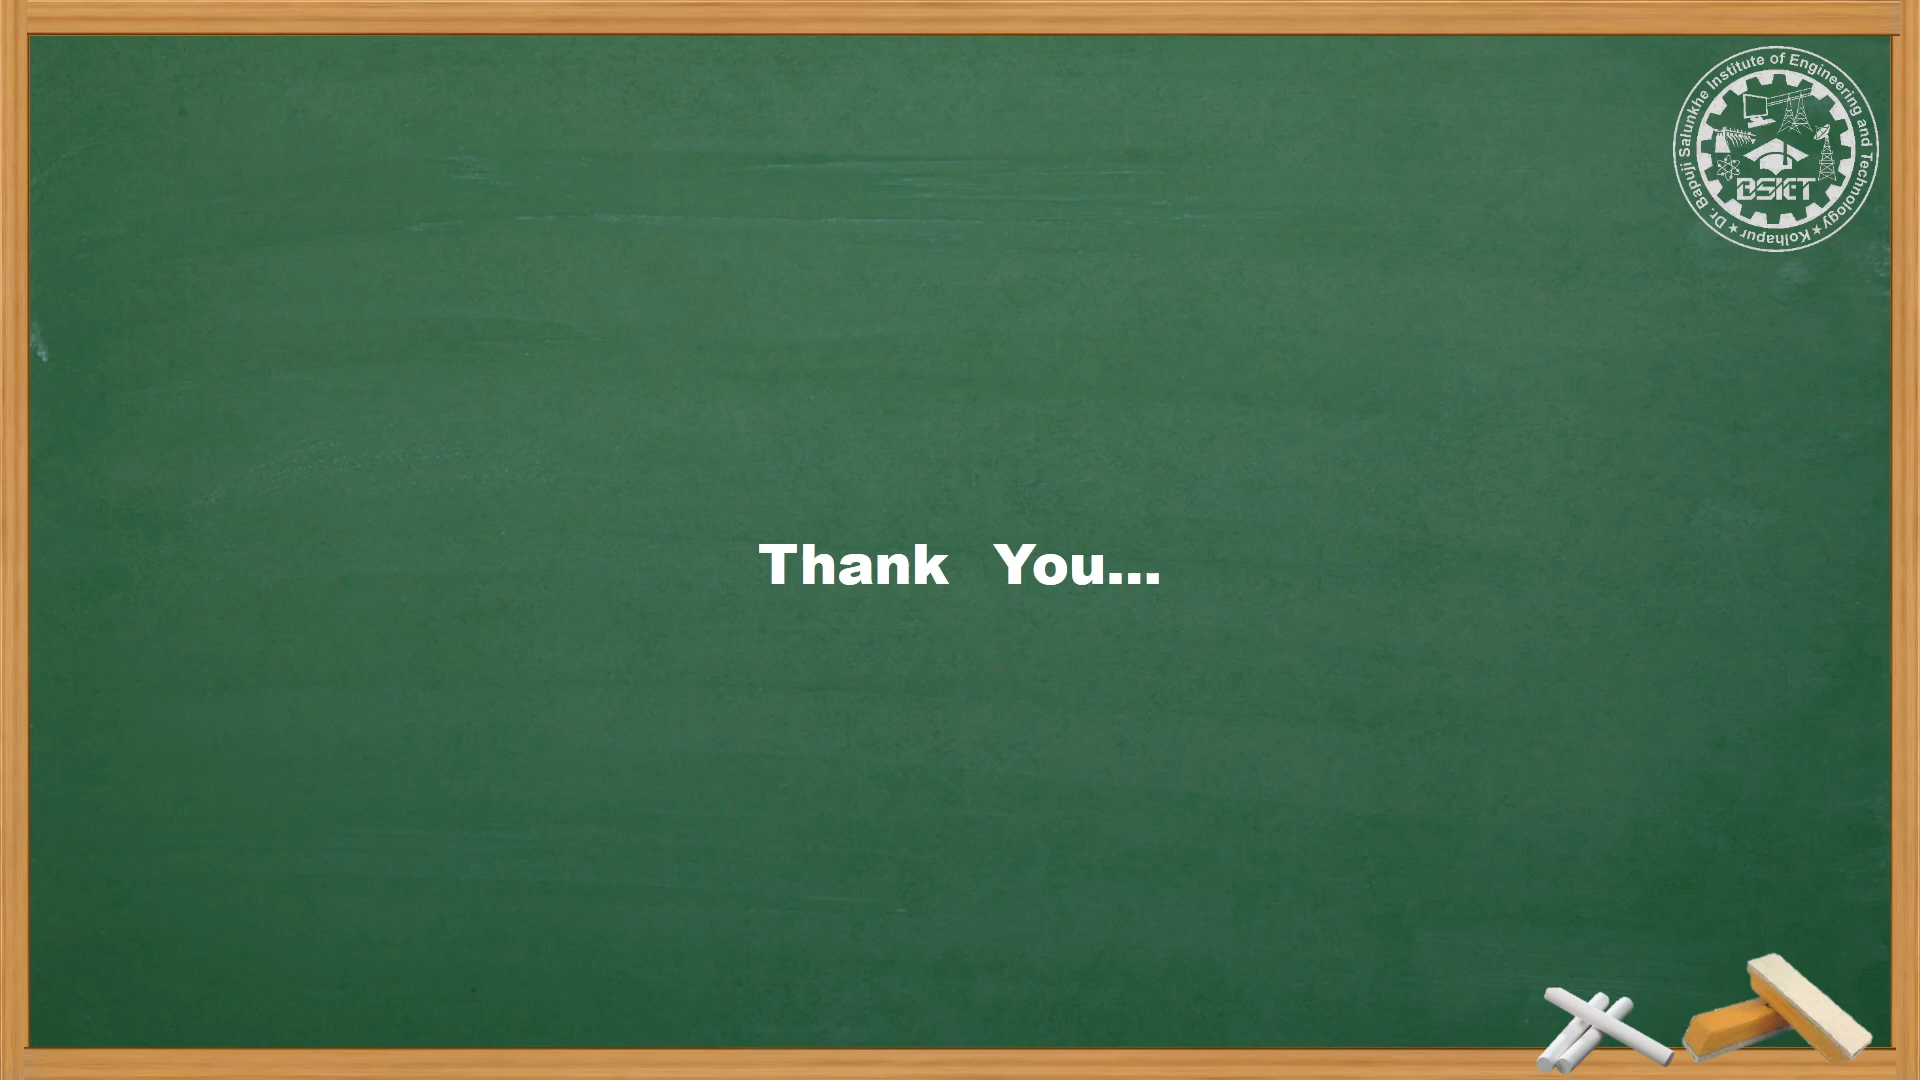 Dr. Bapuji Salunkhe Institute of Engineering and Technology
★ Kolhapur ★
BSIET
Thank You...